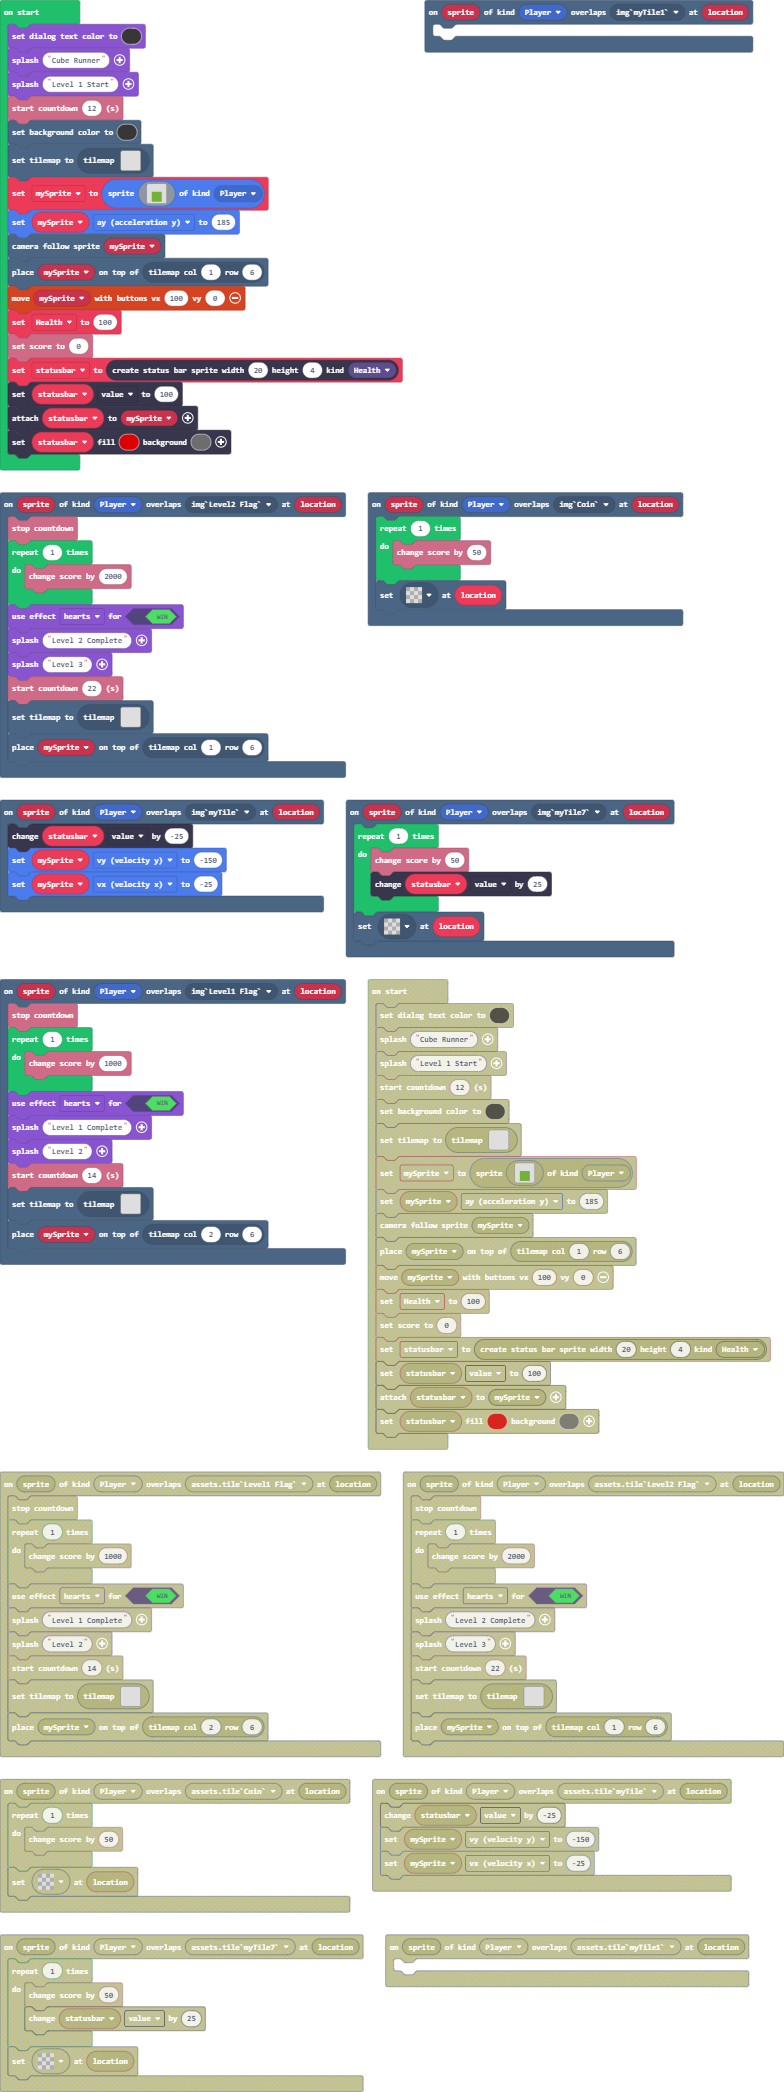 on start
set dialog text color to
splash "Cube Runner"
splash "Level 1 Start"
start countdown 12 (s)
set background color to
set tilemap to tilemap
set mySprite to sprite of kind Player
set mySprite ay (acceleration y) to 185
camera follow sprite mySprite
place mySprite on top of tilemap col 1 row 6
move mySprite with buttons vx 100 vy 0
set Health to 100
set score to 0
set statusbar to create status bar sprite width 20 height 4 kind Health
set statusbar value to 100
attach statusbar to mySprite
set statusbar fill background
on sprite of kind Player overlaps img`myTile1` at location
on sprite of kind Player overlaps img`Level2 Flag` at location
stop countdown
repeat 1 times
do
change score by 2000
use effect hearts for WIN
splash "Level 2 Complete"
splash "Level 3"
start countdown 22 (s)
set tilemap to tilemap
place mySprite on top of tilemap col 1 row 6
on sprite of kind Player overlaps img`Coin` at location
repeat 1 times
do
change score by 50
set at location
on sprite of kind Player overlaps img`myTile` at location
change statusbar value by -25
set mySprite vy (velocity y) to -150
set mySprite vx (velocity x) to -25
on sprite of kind Player overlaps img`myTile7` at location
repeat 1 times
do
change score by 50
change statusbar value by 25
set at location
on sprite of kind Player overlaps img`Level1 Flag` at location
stop countdown
repeat 1 times
do
change score by 1000
use effect hearts for WIN
splash "Level 1 Complete"
splash "Level 2"
start countdown 14 (s)
set tilemap to tilemap
place mySprite on top of tilemap col 2 row 6
on start
set dialog text color to
splash "Cube Runner"
splash "Level 1 Start"
start countdown 12 (s)
set background color to
set tilemap to tilemap
set mySprite to sprite of kind Player
set mySprite ay (acceleration y) to 185
camera follow sprite mySprite
place mySprite on top of tilemap col 1 row 6
move mySprite with buttons vx 100 vy 0
set Health to 100
set score to 0
set statusbar to create status bar sprite width 20 height 4 kind Health
set statusbar value to 100
attach statusbar to mySprite
set statusbar fill background
on sprite of kind Player overlaps assets.tile`Level1 Flag` at location
stop countdown
repeat 1 times
do
change score by 1000
use effect hearts for WIN
splash "Level 1 Complete"
splash "Level 2"
start countdown 14 (s)
set tilemap to tilemap
place mySprite on top of tilemap col 2 row 6
on sprite of kind Player overlaps assets.tile`Level2 Flag` at location
stop countdown
repeat 1 times
do
change score by 2000
use effect hearts for WIN
splash "Level 2 Complete"
splash "Level 3"
start countdown 22 (s)
set tilemap to tilemap
place mySprite on top of tilemap col 1 row 6
on sprite of kind Player overlaps assets.tile`Coin` at location
repeat 1 times
do
change score by 50
set at location
on sprite of kind Player overlaps assets.tile`myTile` at location
change statusbar value by -25
set mySprite vy (velocity y) to -150
set mySprite vx (velocity x) to -25
on sprite of kind Player overlaps assets.tile`myTile7` at location
repeat 1 times
do
change score by 50
change statusbar value by 25
set at location
on sprite of kind Player overlaps assets.tile`myTile1` at location